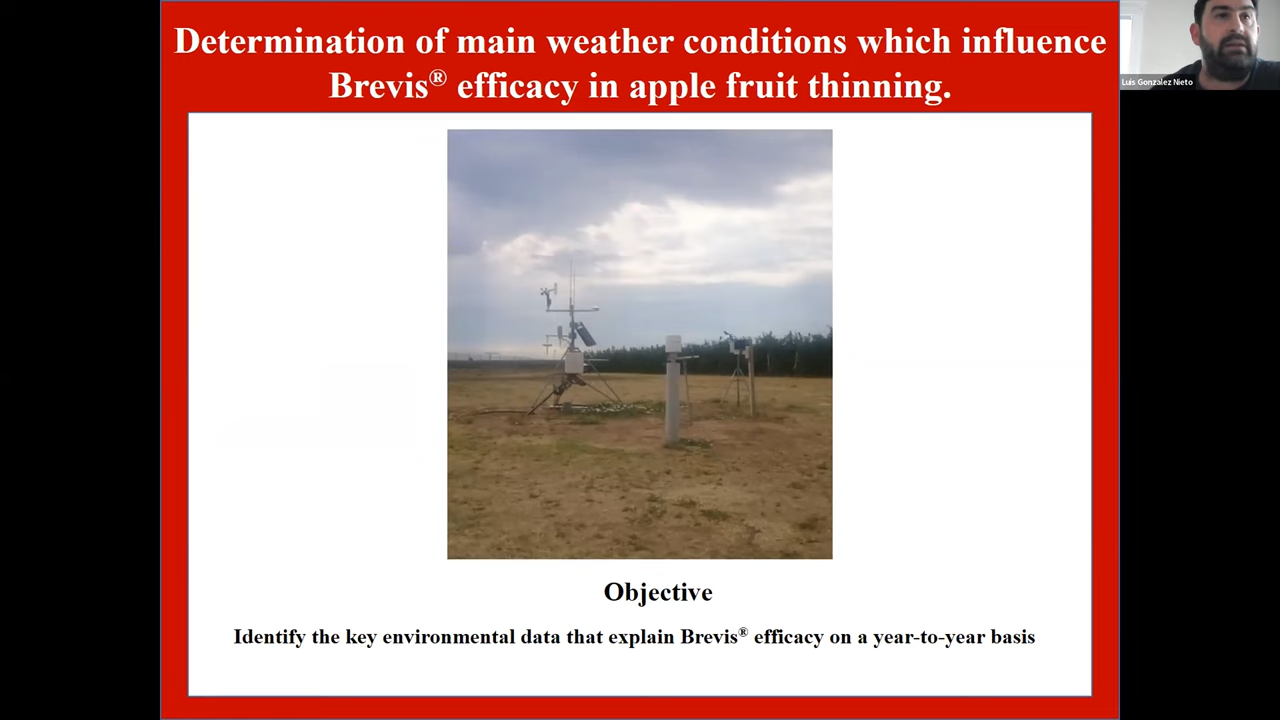 Determination of main weather conditions which influence
Brevis® efficacy in apple fruit thinning.
Luis Gonzalez Nieto
Objective
Identify the key environmental data that explain Brevis® efficacy on a year-to-year basis